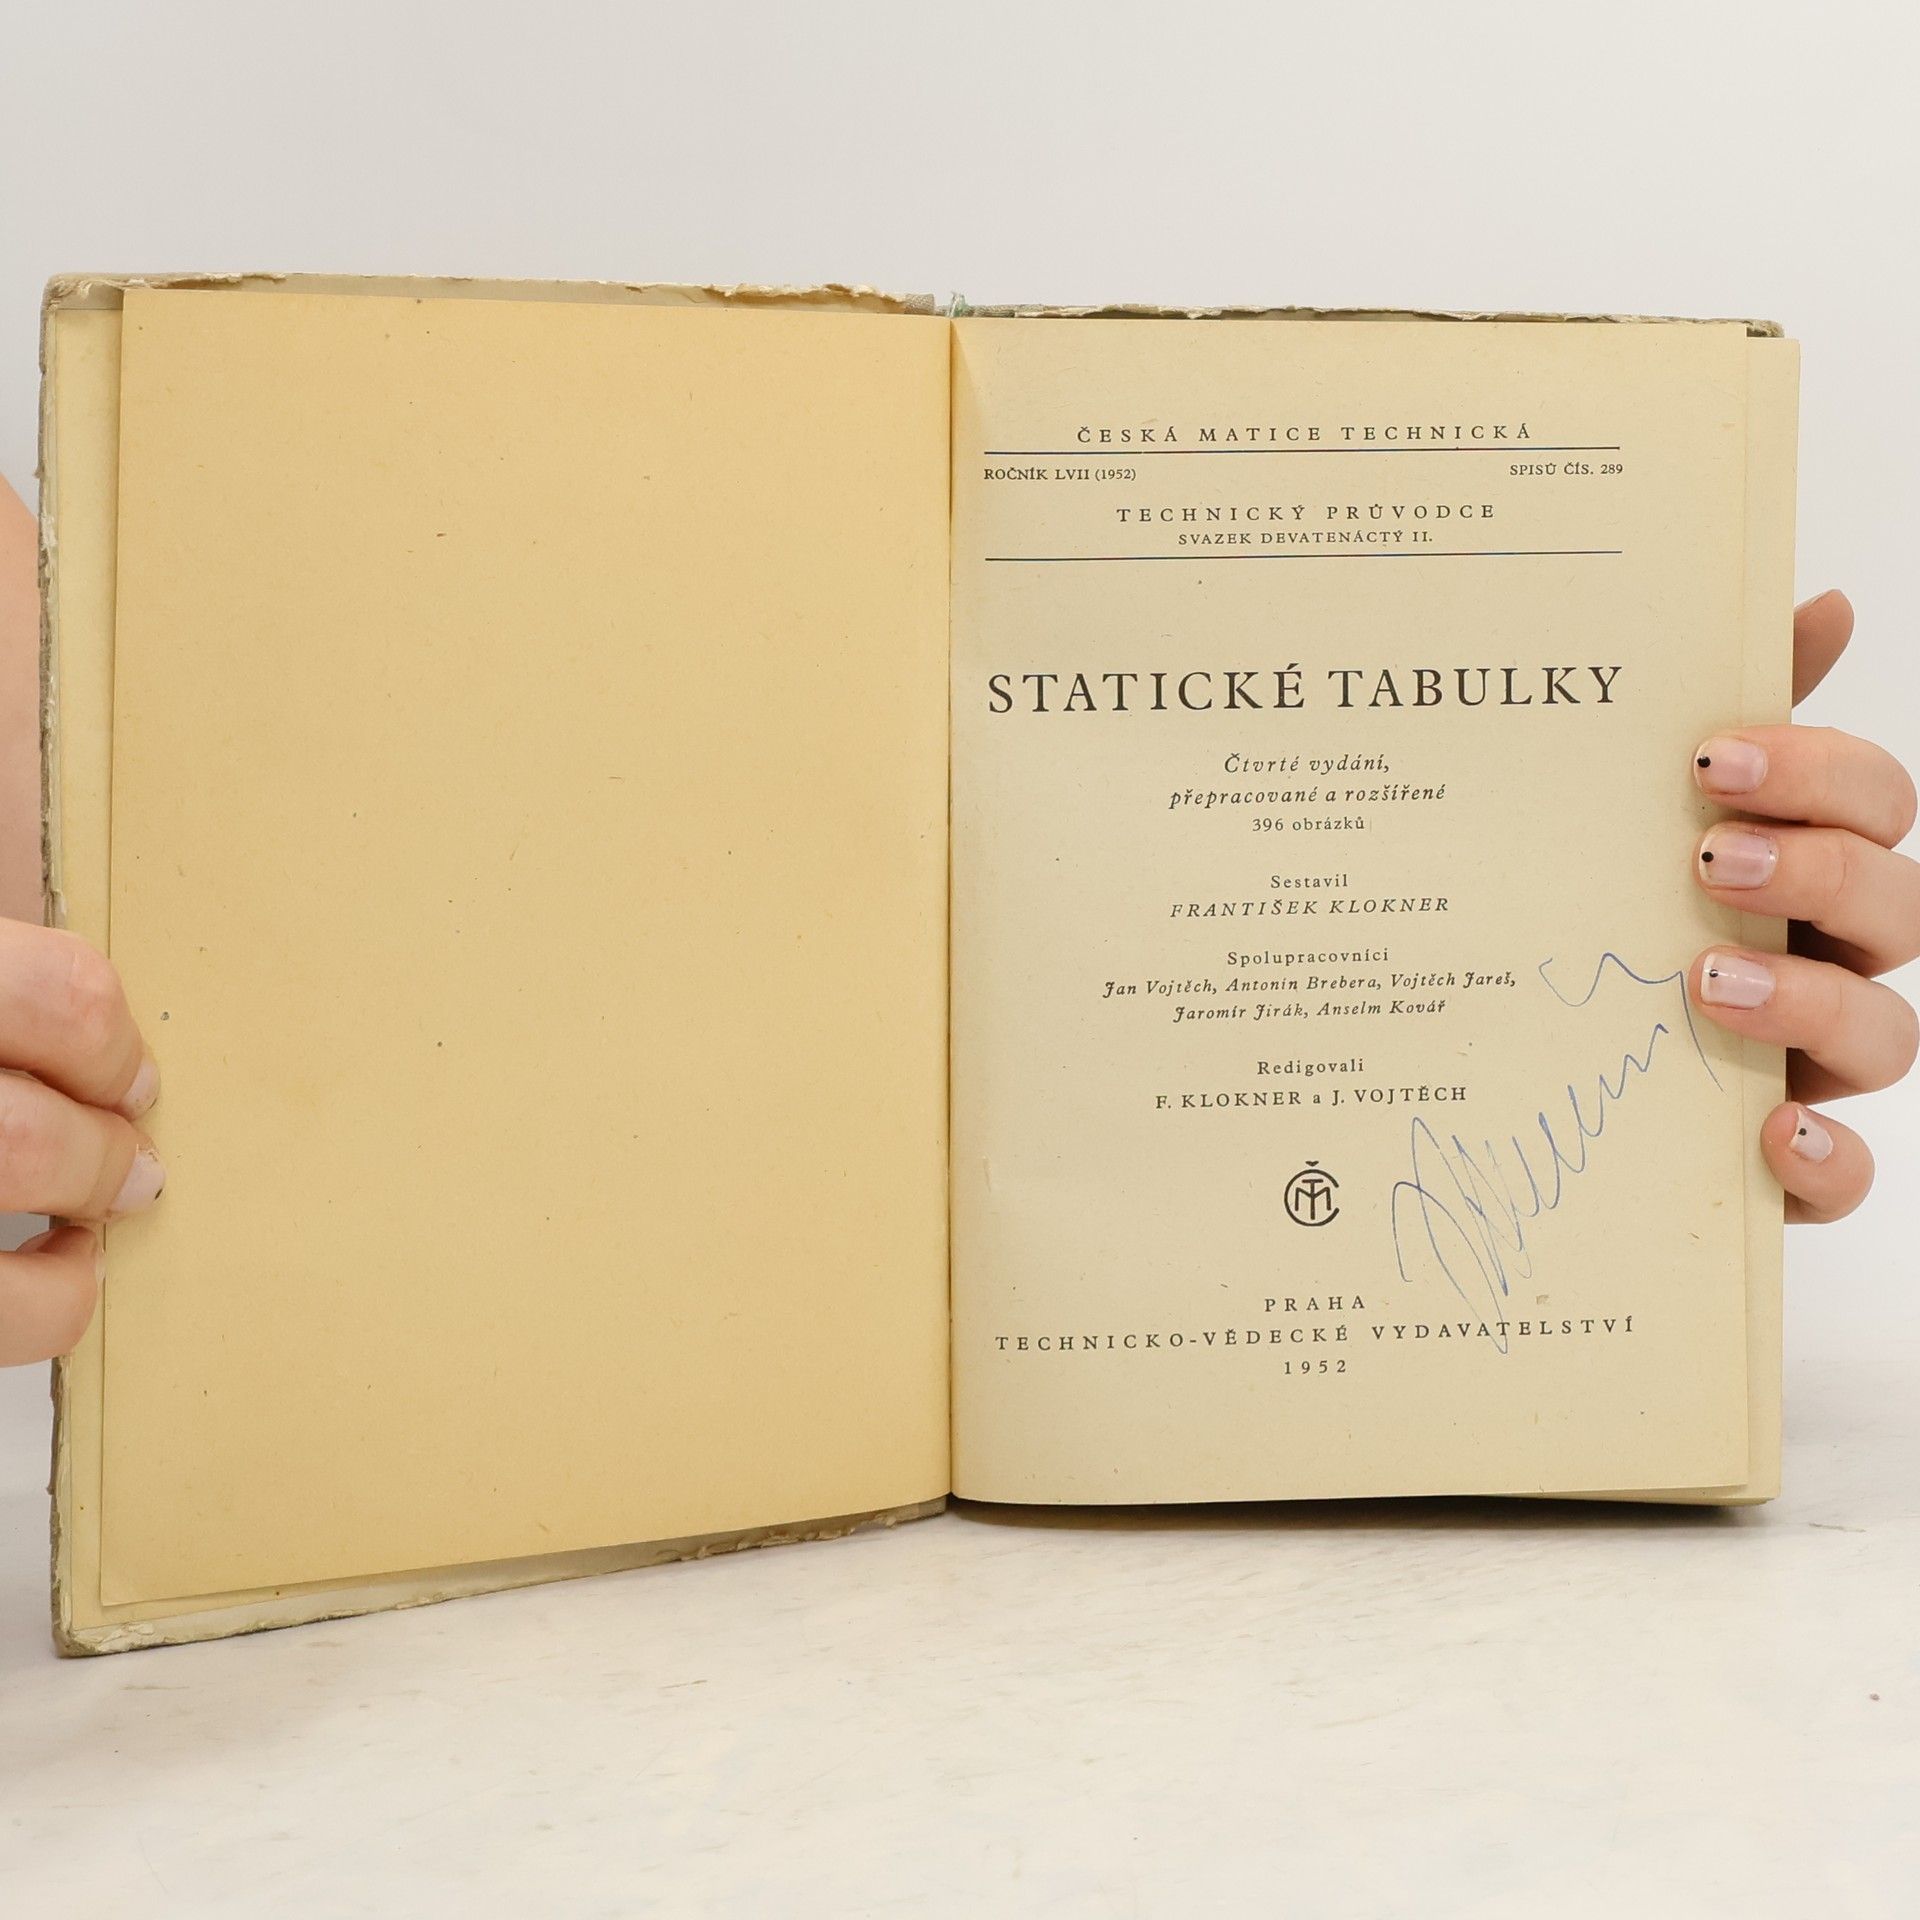 ČESKÁ MATICE TECHNICKÁ
ROČNÍK LVII (1952) SPISŮ ČÍS. 289
TECHNICKÝ PRŮVODCE
SVAZEK DEVATENÁCTÝ II.
STATICKÉ TABULKY
Čtvrté vydání,
přepracované a rozšířené
396 obrázků
Sestavil
FRANTIŠEK KLOKNER
Spolupracovníci
Jan Vojtěch, Antonín Brebera, Vojtěch Jareš,
Jaromír Jirák, Anselm Kovář
Redigovali
F. KLOKNER a J. VOJTĚCH
PRAHA
TECHNICKO-VĚDECKÉ VYDAVATELSTVÍ
1952